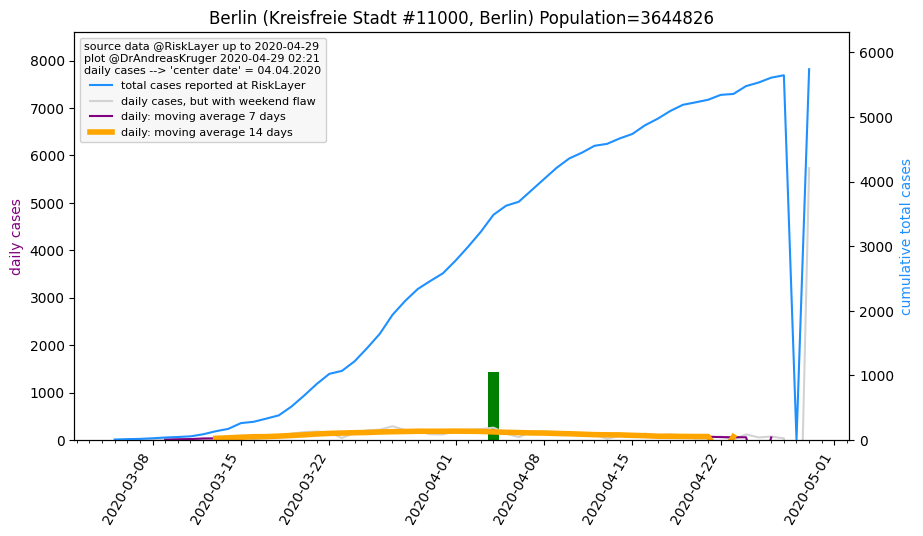 Berlin (Kreisfreie Stadt #11000, Berlin) Population=3644826
source data @RiskLayer up to 2020-04-29
plot @DrAndreasKruger 2020-04-29 02:21
daily cases --> 'center date' = 04.04.2020
total cases reported at RiskLayer
daily cases, but with weekend flaw
daily: moving average 7 days
daily: moving average 14 days
daily cases
8000
7000
6000
5000
4000
3000
2000
1000
0
cumulative total cases
6000
5000
4000
3000
2000
1000
0
2020-03-08
2020-03-15
2020-03-22
2020-04-01
2020-04-08
2020-04-15
2020-04-22
2020-05-01